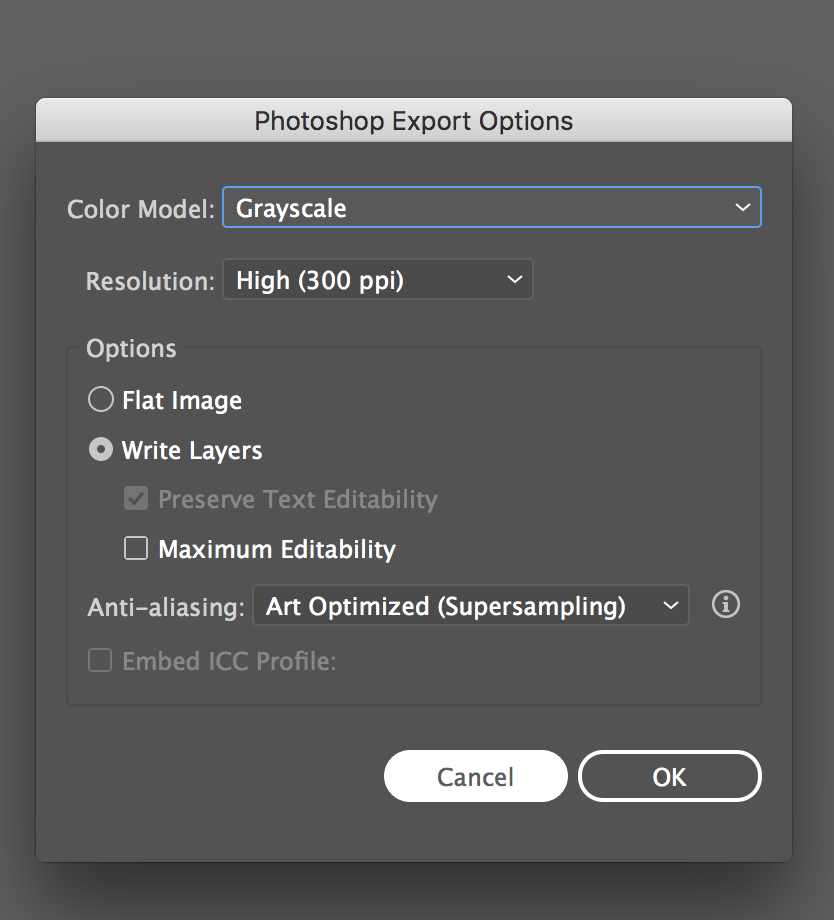 Photoshop Export Options
Color Model: Grayscale
Resolution: High (300 ppi)
Options
Flat Image
Write Layers
Preserve Text Editability
Maximum Editability
Anti-aliasing: Art Optimized (Supersampling)
Embed ICC Profile:
Cancel OK